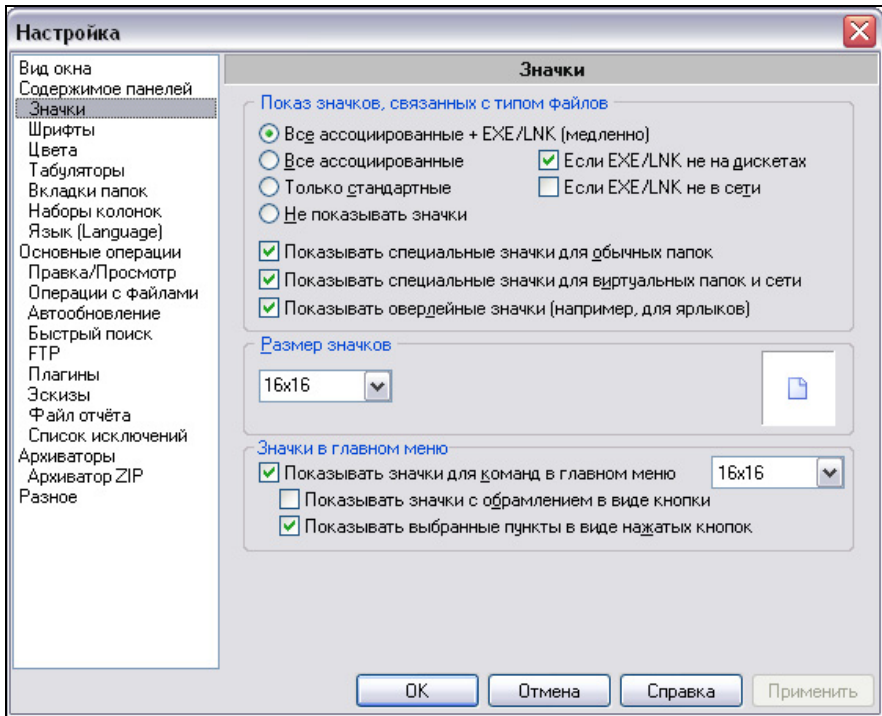 Настройка
Вид окна
Содержимое панелей
Значки
Шрифты
Цвета
Табуляторы
Вкладки папок
Наборы колонок
Язык (Language)
Основные операции
Правка/Просмотр
Операции с файлами
Автообновление
Быстрый поиск
FTP
Плагины
Эскизы
Файл отчёта
Список исключений
Архиваторы
Архиватор ZIP
Разное
Значки
Показ значков, связанных с типом файлов
Все ассоциированные + EXE/LNK (медленно)
Все ассоциированные
Если EXE/LNK не на дискетах
Только стандартные
Если EXE/LNK не в сети
Не показывать значки
Показывать специальные значки для обычных папок
Показывать специальные значки для виртуальных папок и сети
Показывать оверлейные значки (например, для ярлыков)
Размер значков
16x16
Значки в главном меню
Показывать значки для команд в главном меню
16x16
Показывать значки с обрамлением в виде кнопки
Показывать выбранные пункты в виде нажатых кнопок
OK
Отмена
Справка
Применить